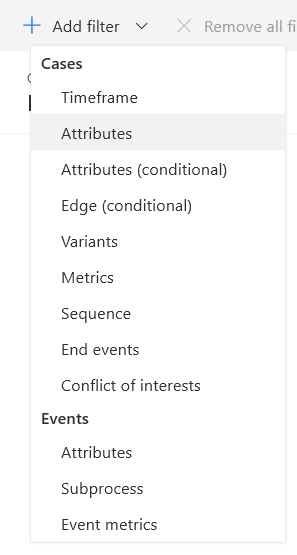 Add filter
Remove all fi
Cases
Timeframe
Attributes
Attributes (conditional)
Edge (conditional)
Variants
Metrics
Sequence
End events
Conflict of interests
Events
Attributes
Subprocess
Event metrics